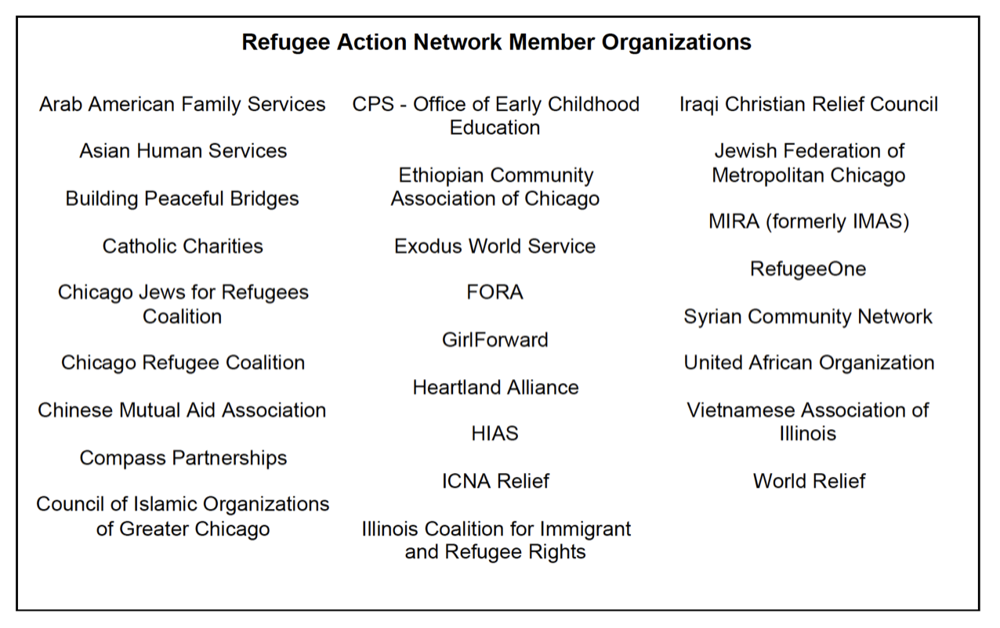 Refugee Action Network Member Organizations
Arab American Family Services
Asian Human Services
Building Peaceful Bridges
Catholic Charities
Chicago Jews for Refugees
Coalition
Chicago Refugee Coalition
Chinese Mutual Aid Association
Compass Partnerships
Council of Islamic Organizations
of Greater Chicago
CPS - Office of Early Childhood
Education
Ethiopian Community
Association of Chicago
Exodus World Service
FORA
GirlForward
Heartland Alliance
HIAS
ICNA Relief
Illinois Coalition for Immigrant
and Refugee Rights
Iraqi Christian Relief Council
Jewish Federation of
Metropolitan Chicago
MIRA (formerly IMAS)
RefugeeOne
Syrian Community Network
United African Organization
Vietnamese Association of
Illinois
World Relief